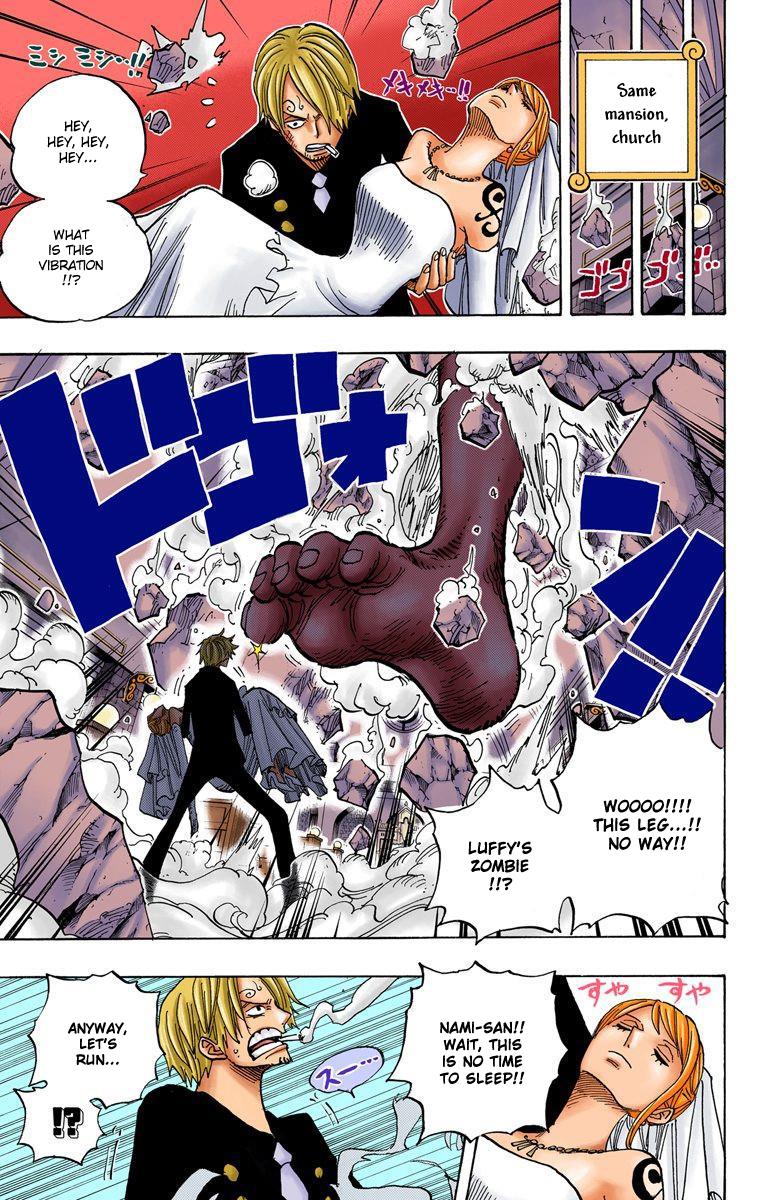 Same
mansion,
church
ゴゴゴゴ‥
メキメキ‥!!
ミシミシ‥!!
HEY,
HEY, HEY,
HEY...
WHAT
IS THIS
VIBRATION
!!?
ドゴォン!!!
WOOOO!!!!
THIS LEG...!!
NO WAY!!
LUFFY'S
ZOMBIE
!!?
すや すや
NAMI-SAN!!
WAIT, THIS
IS NO TIME
TO SLEEP!!
スー…
ANYWAY,
LET'S
RUN...
!?